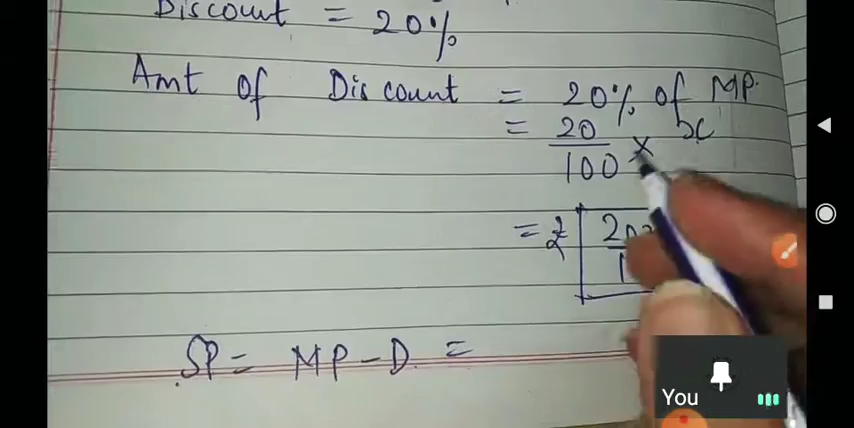 Discount = 20%
Amt of Discount = 20% of MP.
= 20/100 × x
= ₹
SP = MP - D =
You